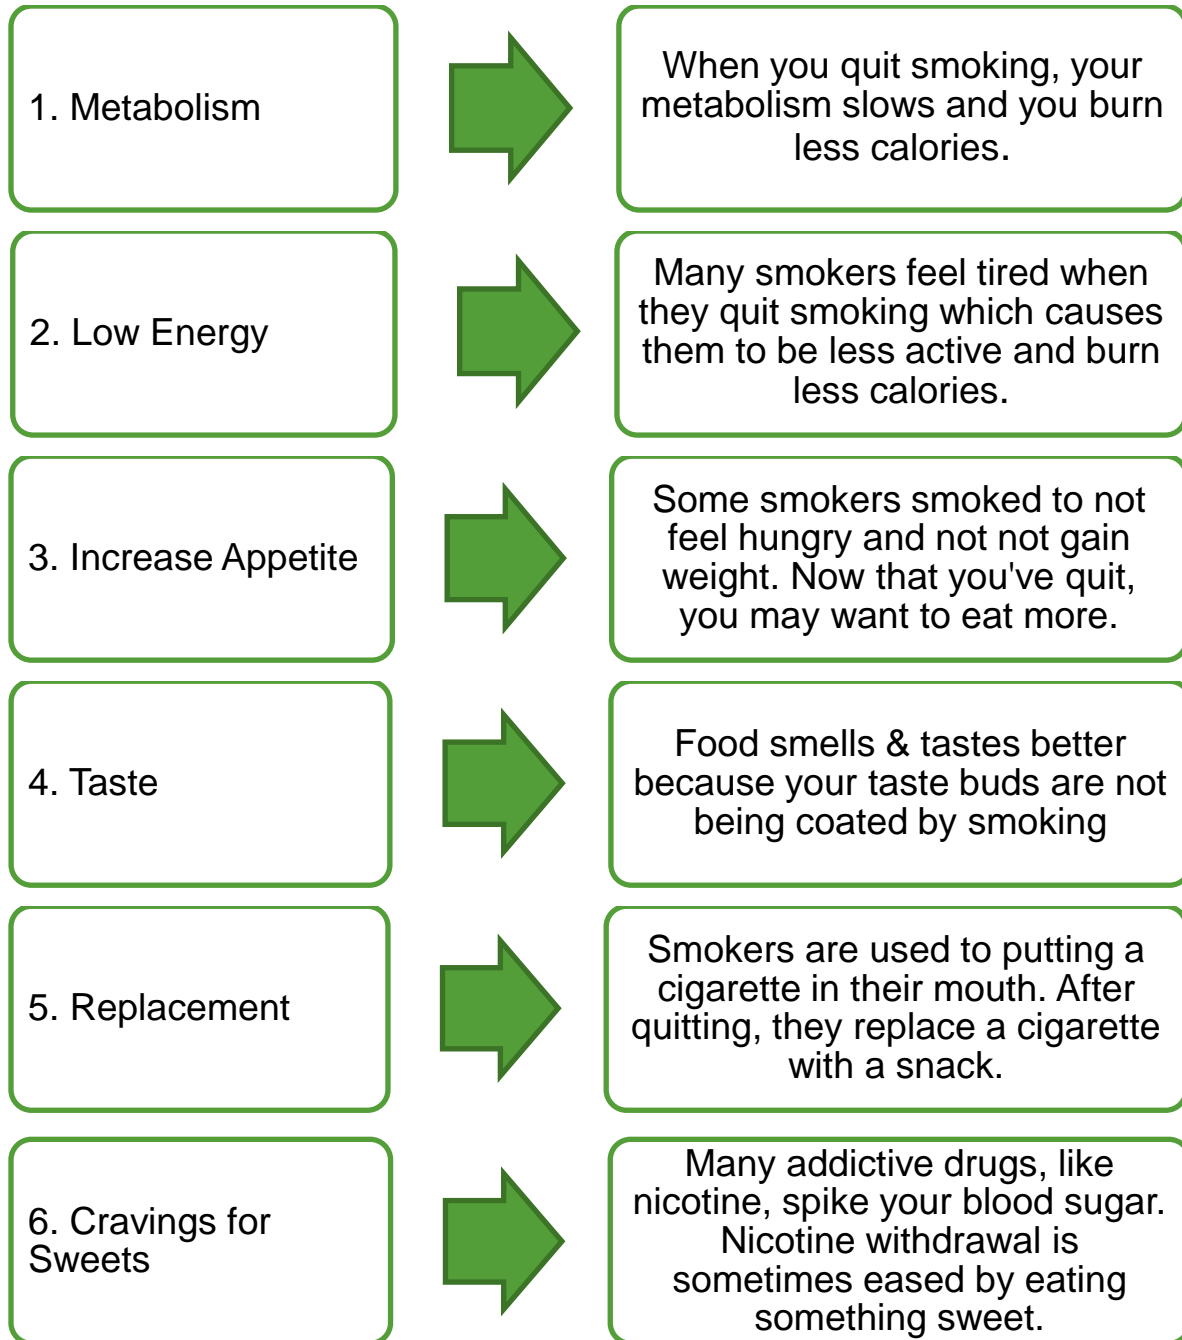 1. Metabolism
When you quit smoking, your
metabolism slows and you burn
less calories.
2. Low Energy
Many smokers feel tired when
they quit smoking which causes
them to be less active and burn
less calories.
3. Increase Appetite
Some smokers smoked to not
feel hungry and not not gain
weight. Now that you've quit,
you may want to eat more.
4. Taste
Food smells & tastes better
because your taste buds are not
being coated by smoking
5. Replacement
Smokers are used to putting a
cigarette in their mouth. After
quitting, they replace a cigarette
with a snack.
6. Cravings for
Sweets
Many addictive drugs, like
nicotine, spike your blood sugar.
Nicotine withdrawal is
sometimes eased by eating
something sweet.